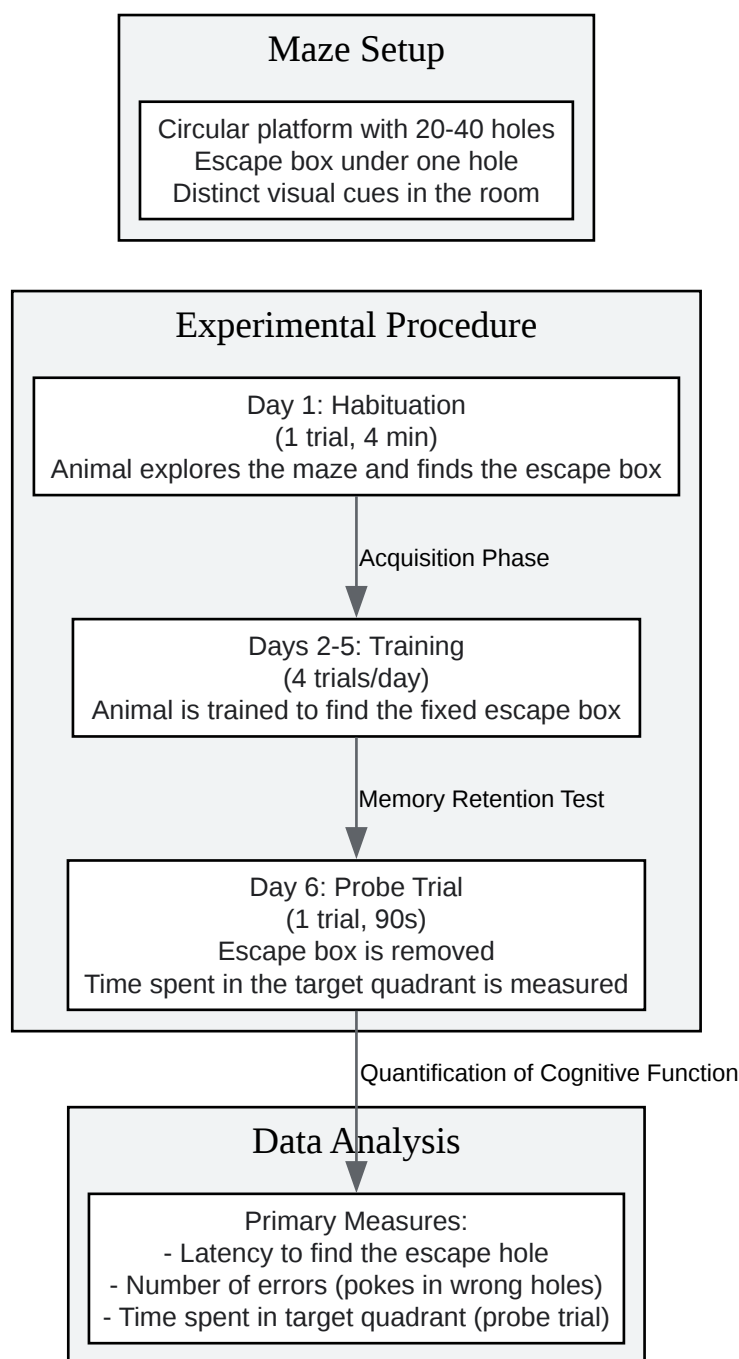 Maze Setup
Circular platform with 20-40 holes
Escape box under one hole
Distinct visual cues in the room
Experimental Procedure
Day 1: Habituation
(1 trial, 4 min)
Animal explores the maze and finds the escape box
Acquisition Phase
Days 2-5: Training
(4 trials/day)
Animal is trained to find the fixed escape box
Memory Retention Test
Day 6: Probe Trial
(1 trial, 90s)
Escape box is removed
Time spent in the target quadrant is measured
Quantification of Cognitive Function
Data Analysis
Primary Measures:
- Latency to find the escape hole
- Number of errors (pokes in wrong holes)
- Time spent in target quadrant (probe trial)